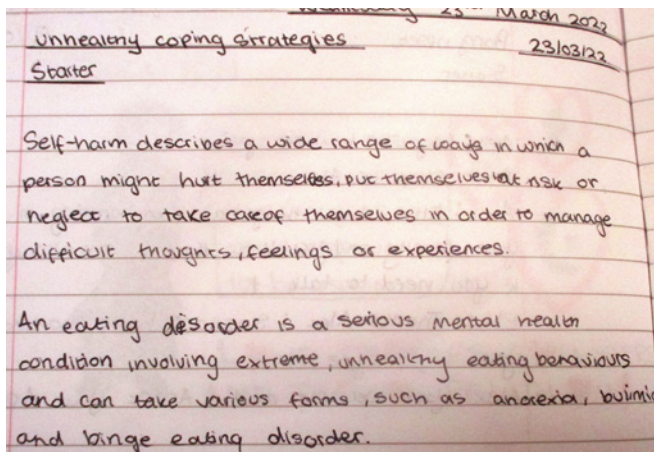 Wednesday 23rd March 2022
Unhealthy coping strategies
23/03/22
Starter
Self-harm describes a wide range of ways in which a
person might hurt themselves, put themselves at risk or
neglect to take care of themselves in order to manage
difficult thoughts, feelings or experiences.
An eating disorder is a serious mental health
condition involving extreme, unhealthy eating behaviours
and can take various forms, such as anorexia, bulimia
and binge eating disorder.